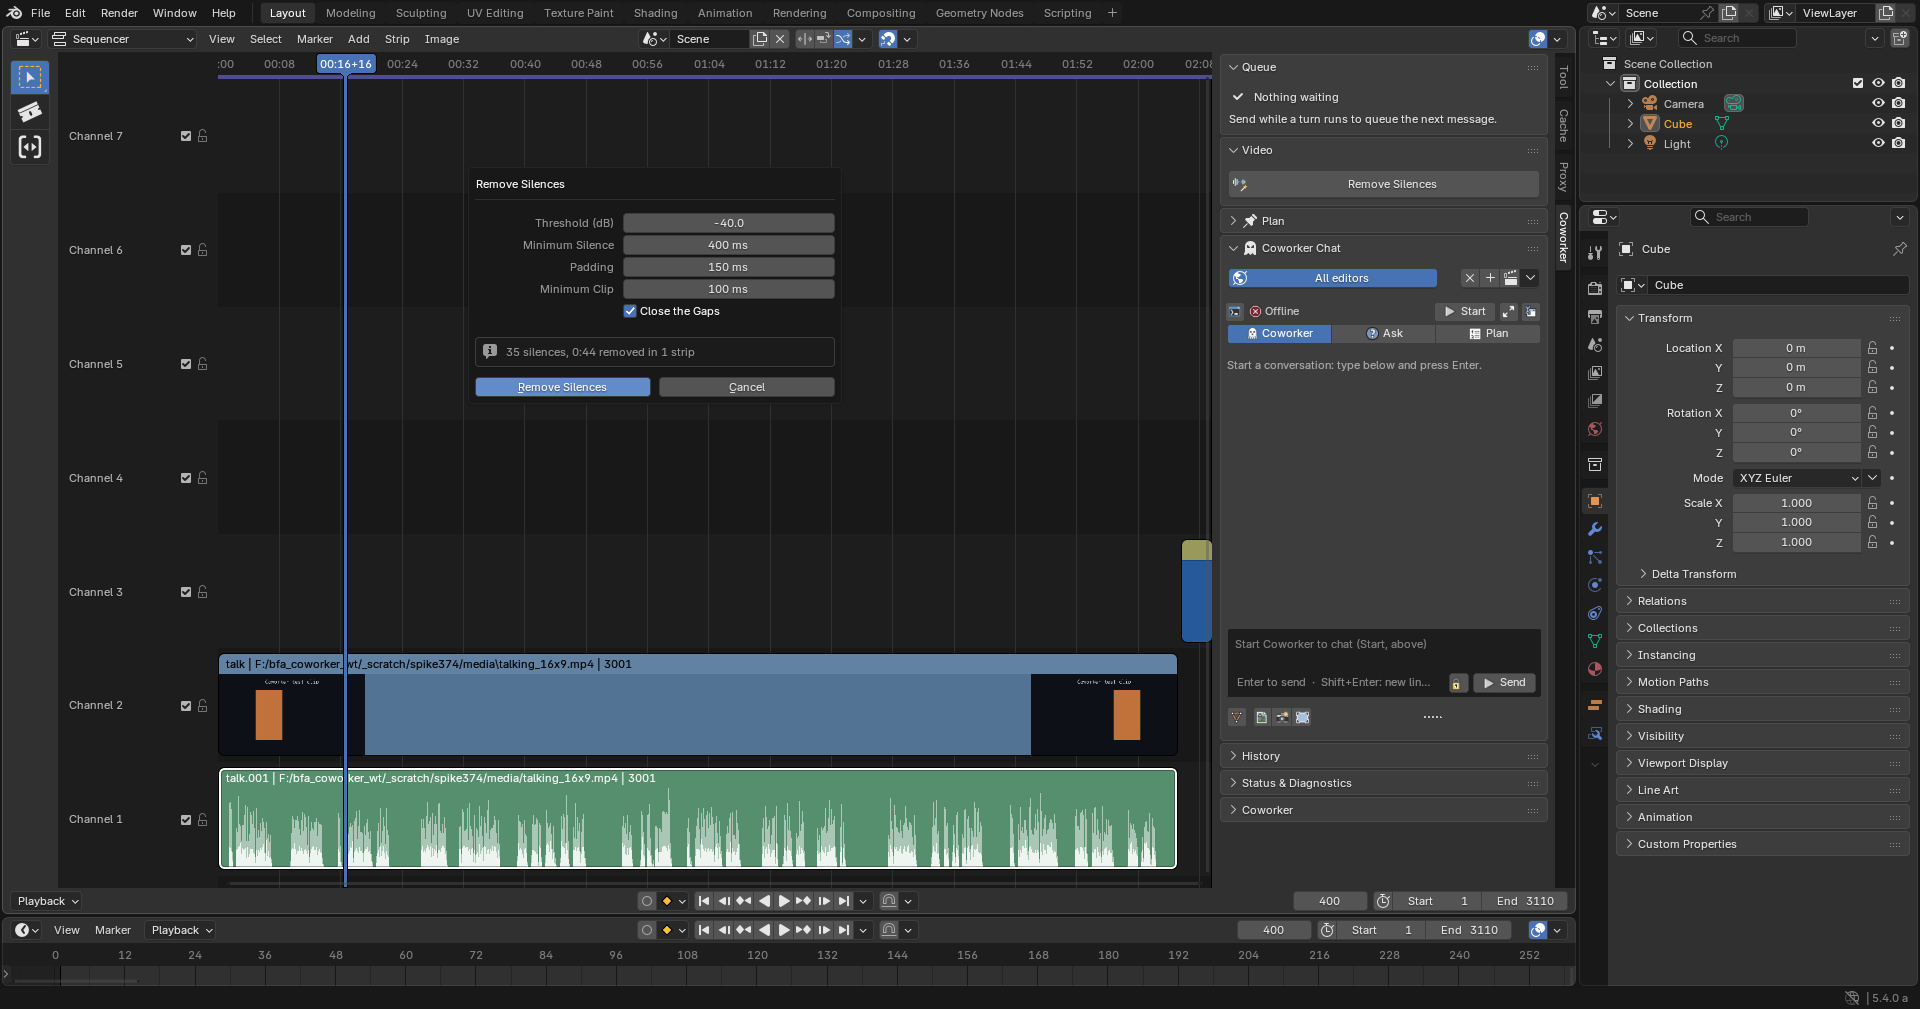 File Edit Render Window Help Layout Modeling Sculpting UV Editing Texture Paint Shading Animation Rendering Compositing Geometry Nodes Scripting Scene ViewLayer
Sequencer View Select Marker Add Strip Image Scene Search
:00 00:08 00:16+16 00:24 00:32 00:40 00:48 00:56 01:04 01:12 01:20 01:28 01:36 01:44 01:52 02:00 02:08
Channel 7
Channel 6
Channel 5
Channel 4
Channel 3
Channel 2
Channel 1
Remove Silences
Threshold (dB) -40.0
Minimum Silence 400 ms
Padding 150 ms
Minimum Clip 100 ms
Close the Gaps
35 silences, 0:44 removed in 1 strip
Remove Silences Cancel
talk | F:/bfa_coworker_wt/_scratch/spike374/media\talking_16x9.mp4 | 3001
Coworker test clip
Coworker test clip
talk.001 | F:/bfa_coworker_wt/_scratch/spike374/media/talking_16x9.mp4 | 3001
Queue
Nothing waiting
Send while a turn runs to queue the next message.
Video
Remove Silences
Plan
Coworker Chat
All editors
Offline Start
Coworker Ask Plan
Start a conversation: type below and press Enter.
Start Coworker to chat (Start, above)
Enter to send · Shift+Enter: new lin... Send
History
Status & Diagnostics
Coworker
Tool
Cache
Proxy
Coworker
Scene Collection
Collection
Camera
Cube
Light
Search
Cube
Cube
Transform
Location X 0 m
Y 0 m
Z 0 m
Rotation X 0°
Y 0°
Z 0°
Mode XYZ Euler
Scale X 1.000
Y 1.000
Z 1.000
Delta Transform
Relations
Collections
Instancing
Motion Paths
Shading
Visibility
Viewport Display
Line Art
Animation
Custom Properties
Playback 400 Start 1 End 3110
View Marker Playback 400 Start 1 End 3110
0 12 24 36 48 60 72 84 96 108 120 132 144 156 168 180 192 204 216 228 240 252
5.4.0 a